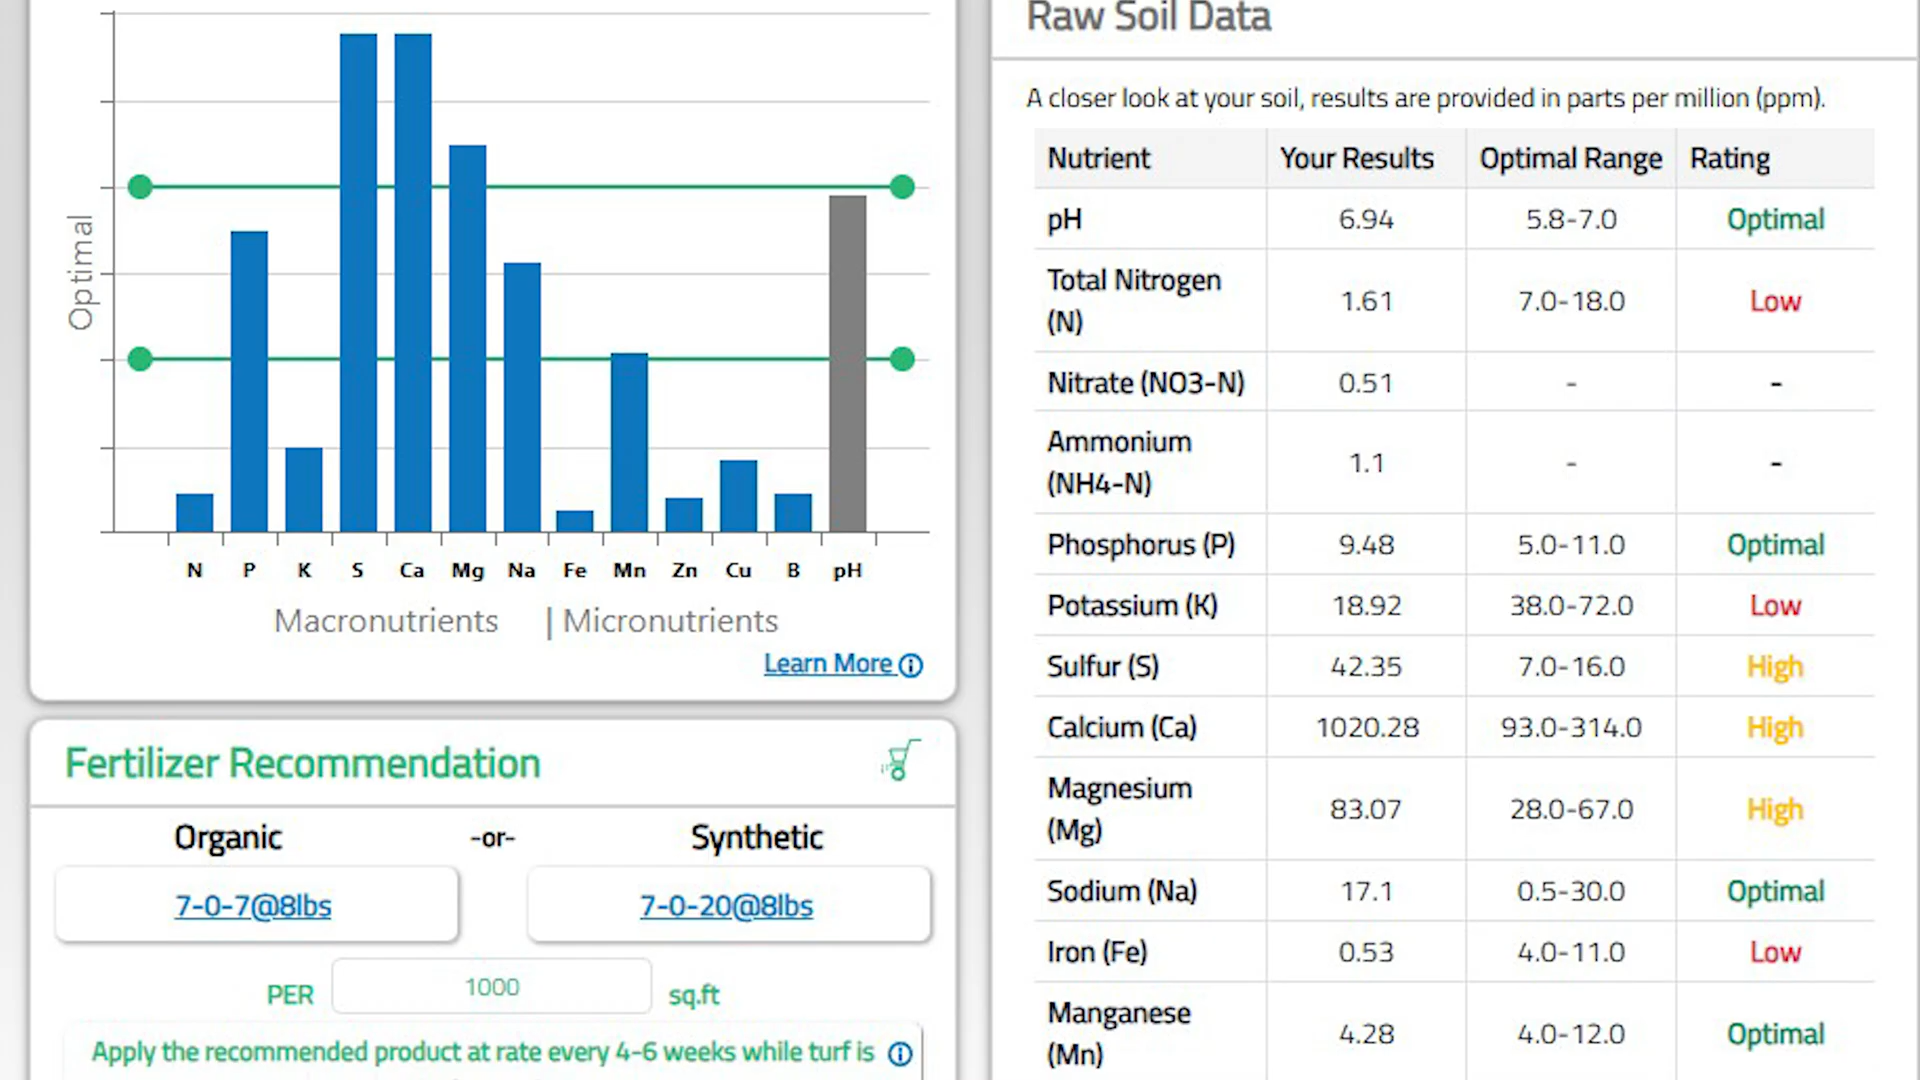 Optimal
N P K S Ca Mg Na Fe Mn Zn Cu B pH
Macronutrients | Micronutrients
Learn More
Fertilizer Recommendation
Organic -or- Synthetic
7-0-7@8lbs 7-0-20@8lbs
PER 1000 sq.ft
Apply the recommended product at rate every 4-6 weeks while turf is
Raw Soil Data
A closer look at your soil, results are provided in parts per million (ppm).
Nutrient Your Results Optimal Range Rating
pH 6.94 5.8-7.0 Optimal
Total Nitrogen
(N) 1.61 7.0-18.0 Low
Nitrate (NO3-N) 0.51 - -
Ammonium
(NH4-N) 1.1 - -
Phosphorus (P) 9.48 5.0-11.0 Optimal
Potassium (K) 18.92 38.0-72.0 Low
Sulfur (S) 42.35 7.0-16.0 High
Calcium (Ca) 1020.28 93.0-314.0 High
Magnesium
(Mg) 83.07 28.0-67.0 High
Sodium (Na) 17.1 0.5-30.0 Optimal
Iron (Fe) 0.53 4.0-11.0 Low
Manganese
(Mn) 4.28 4.0-12.0 Optimal